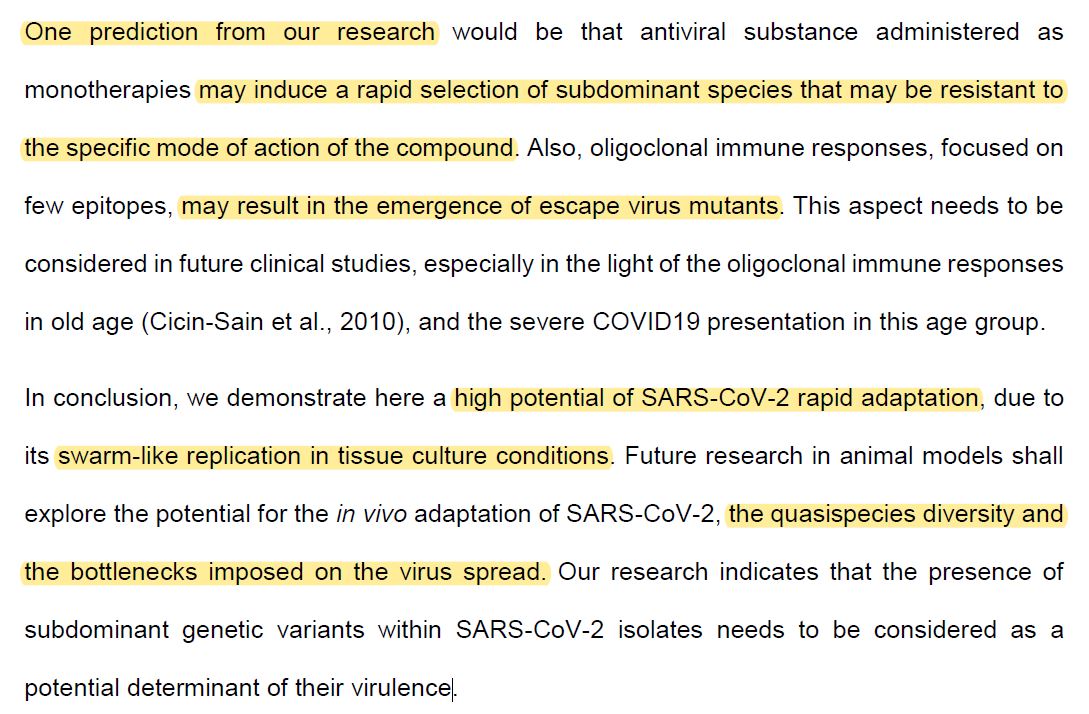 One prediction from our research would be that antiviral substance administered as
monotherapies may induce a rapid selection of subdominant species that may be resistant to
the specific mode of action of the compound. Also, oligoclonal immune responses, focused on
few epitopes, may result in the emergence of escape virus mutants. This aspect needs to be
considered in future clinical studies, especially in the light of the oligoclonal immune responses
in old age (Cicin-Sain et al., 2010), and the severe COVID19 presentation in this age group.
In conclusion, we demonstrate here a high potential of SARS-CoV-2 rapid adaptation, due to
its swarm-like replication in tissue culture conditions. Future research in animal models shall
explore the potential for the in vivo adaptation of SARS-CoV-2, the quasispecies diversity and
the bottlenecks imposed on the virus spread. Our research indicates that the presence of
subdominant genetic variants within SARS-CoV-2 isolates needs to be considered as a
potential determinant of their virulence.